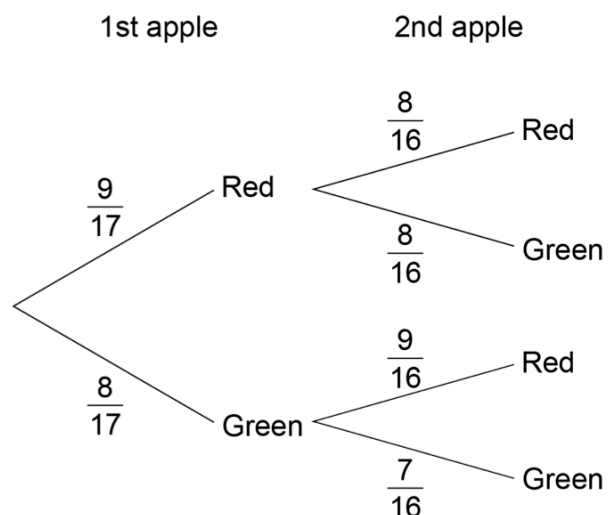 1st apple 2nd apple
8/16
Red
9/17
Red
8/16
Green
9/16
Red
8/17
Green
7/16
Green